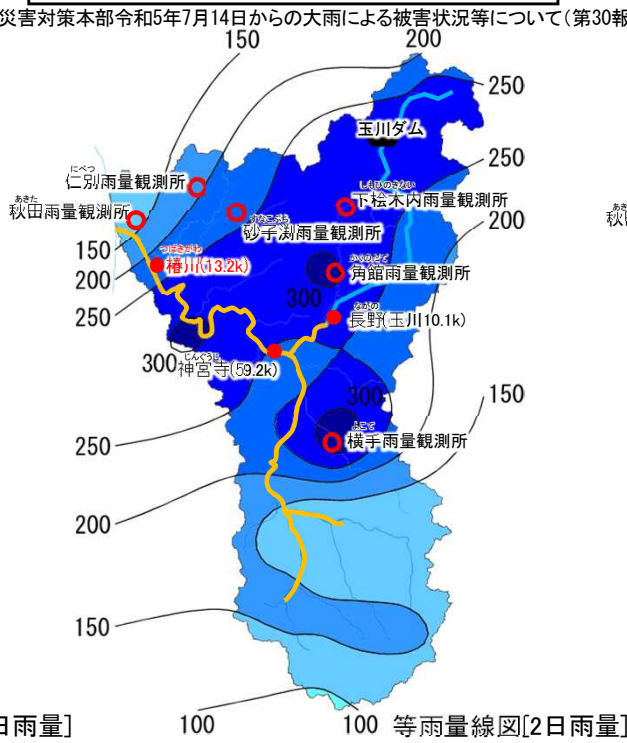 災害対策本部令和5年7月14日からの大雨による被害状況等について(第30報
150
200
250
玉川ダム
250
にべつ
仁別雨量観測所
しもひのきない
下桧木内雨量観測所
あきた
秋田雨量観測所
すなこぶち
砂子渕雨量観測所
200
150
つばきがわ
椿川(13.2k)
かくのだて
角館雨量観測所
200
300
250
ながの
長野(玉川10.1k)
300
じんぐうじ
神宮寺(59.2k)
150
300
よこて
横手雨量観測所
250
200
150
日雨量]
100
100
等雨量線図[2日雨量]